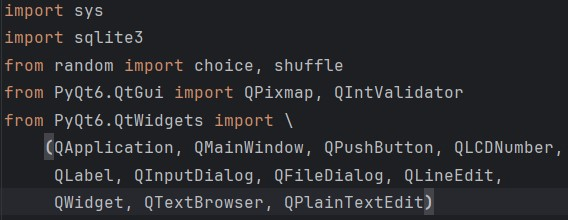 import sys
import sqlite3
from random import choice, shuffle
from PyQt6.QtGui import QPixmap, QIntValidator
from PyQt6.QtWidgets import \
    (QApplication, QMainWindow, QPushButton, QLCDNumber,
     QLabel, QInputDialog, QFileDialog, QLineEdit,
     QWidget, QTextBrowser, QPlainTextEdit)